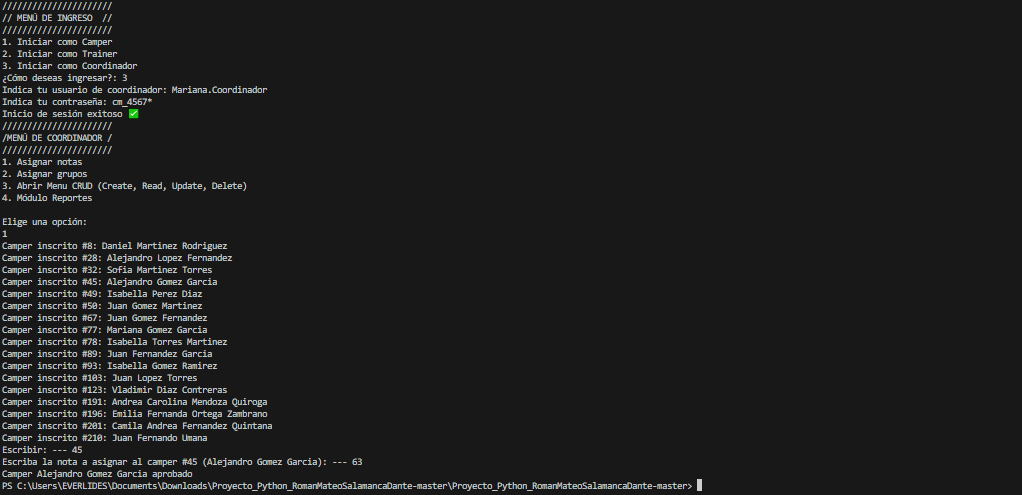 //////////////////////
// MENÚ DE INGRESO  //
//////////////////////
1. Iniciar como Camper
2. Iniciar como Trainer
3. Iniciar como Coordinador
¿Cómo deseas ingresar?: 3
Indica tu usuario de coordinador: Mariana.Coordinador
Indica tu contraseña: cm_4567*
Inicio de sesión exitoso ✅
//////////////////////
/MENÚ DE COORDINADOR /
//////////////////////
1. Asignar notas
2. Asignar grupos
3. Abrir Menu CRUD (Create, Read, Update, Delete)
4. Módulo Reportes

Elige una opción:
1
Camper inscrito #8: Daniel Martinez Rodriguez
Camper inscrito #28: Alejandro Lopez Fernandez
Camper inscrito #32: Sofia Martinez Torres
Camper inscrito #45: Alejandro Gomez Garcia
Camper inscrito #49: Isabella Perez Diaz
Camper inscrito #50: Juan Gomez Martinez
Camper inscrito #67: Juan Gomez Fernandez
Camper inscrito #77: Mariana Gomez Garcia
Camper inscrito #78: Isabella Torres Martinez
Camper inscrito #89: Juan Fernandez Garcia
Camper inscrito #93: Isabella Gomez Ramirez
Camper inscrito #103: Juan Lopez Torres
Camper inscrito #123: Vladimir Diaz Contreras
Camper inscrito #191: Andrea Carolina Mendoza Quiroga
Camper inscrito #196: Emilia Fernanda Ortega Zambrano
Camper inscrito #201: Camila Andrea Fernandez Quintana
Camper inscrito #210: Juan Fernando Umana
Escribir: --- 45
Escriba la nota a asignar al camper #45 (Alejandro Gomez Garcia): --- 63
Camper Alejandro Gomez Garcia aprobado
PS C:\Users\EVERLIDES\Documents\Downloads\Proyecto_Python_RomanMateoSalamancaDante-master\Proyecto_Python_RomanMateoSalamancaDante-master>